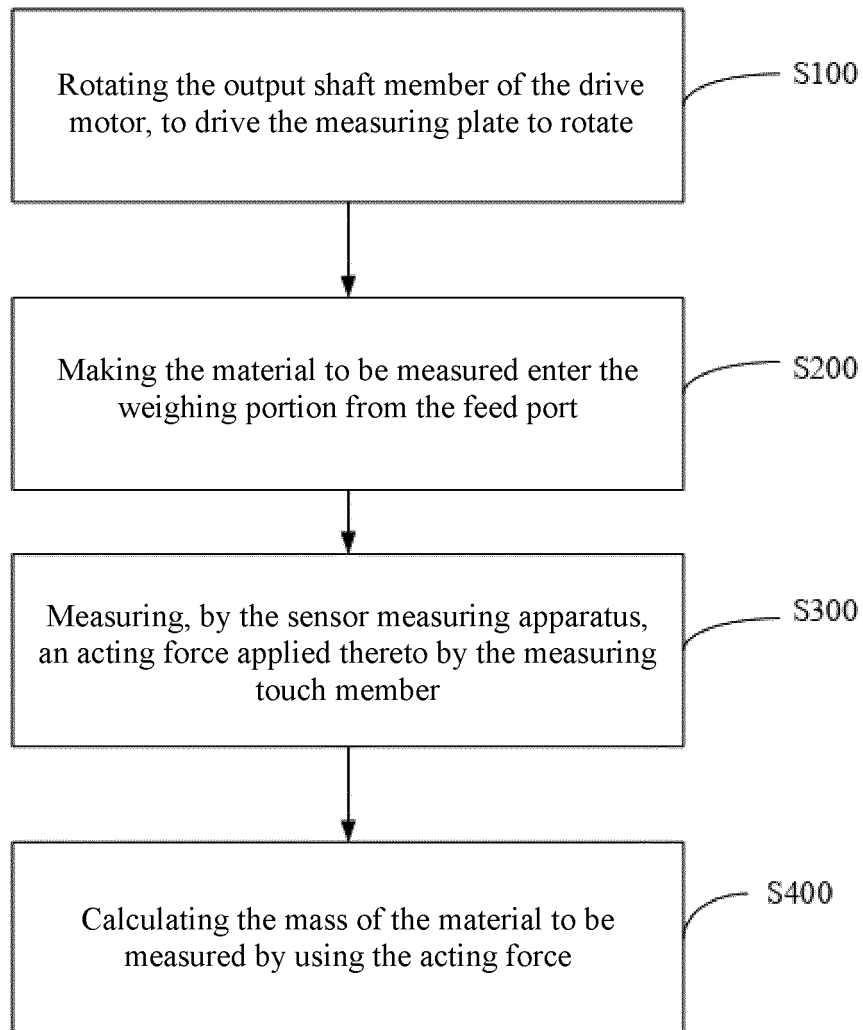 Rotating the output shaft member of the drive
motor, to drive the measuring plate to rotate
S100
Making the material to be measured enter the
weighing portion from the feed port
S200
Measuring, by the sensor measuring apparatus,
an acting force applied thereto by the measuring
touch member
S300
Calculating the mass of the material to be
measured by using the acting force
S400